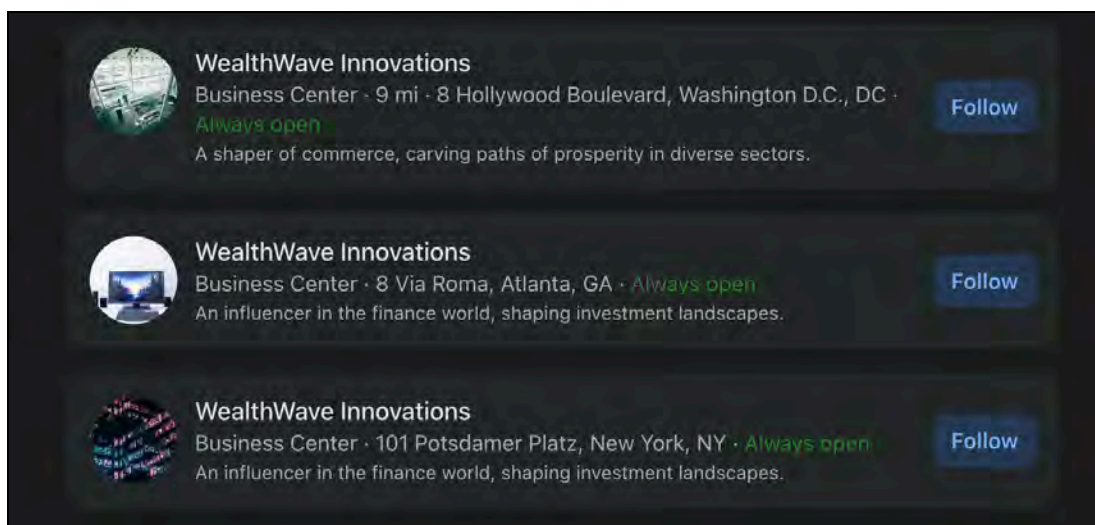 WealthWave Innovations
Business Center · 9 mi · 8 Hollywood Boulevard, Washington D.C., DC ·
Always open
A shaper of commerce, carving paths of prosperity in diverse sectors.
Follow
WealthWave Innovations
Business Center · 8 Via Roma, Atlanta, GA · Always open
An influencer in the finance world, shaping investment landscapes.
Follow
WealthWave Innovations
Business Center · 101 Potsdamer Platz, New York, NY · Always open
An influencer in the finance world, shaping investment landscapes.
Follow